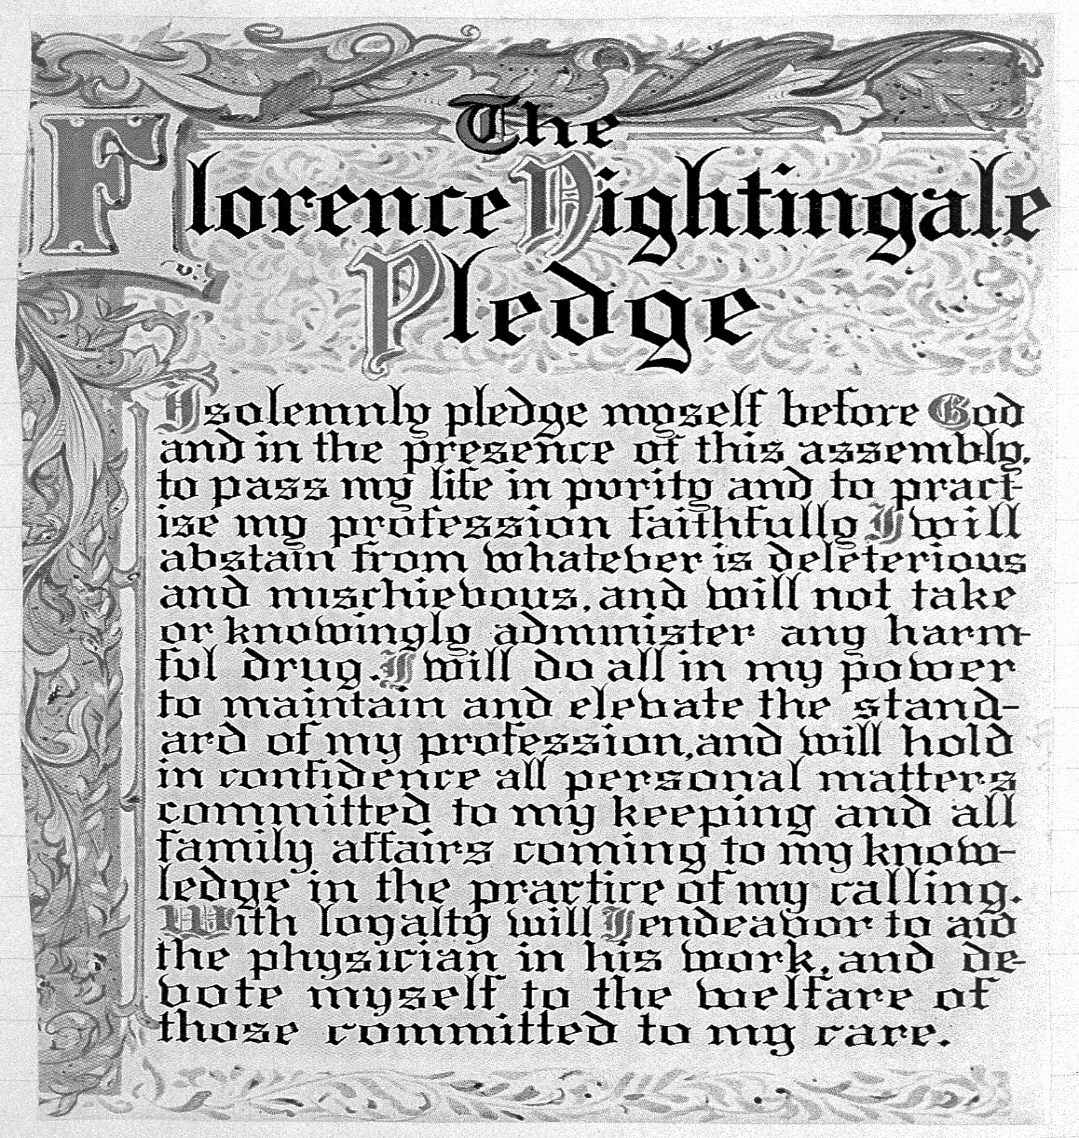 The
Florence Nightingale
Pledge
I solemnly pledge myself before God
and in the presence of this assembly,
to pass my life in purity and to pract-
ise my profession faithfully I will
abstain from whatever is deleterious
and mischievous, and will not take
or knowingly administer any harm-
ful drug. I will do all in my power
to maintain and elevate the stand-
ard of my profession, and will hold
in confidence all personal matters
committed to my keeping and all
family affairs coming to my know-
ledge in the practice of my calling.
With loyalty will I endeavor to aid
the physician in his work, and de-
vote myself to the welfare of
those committed to my care.